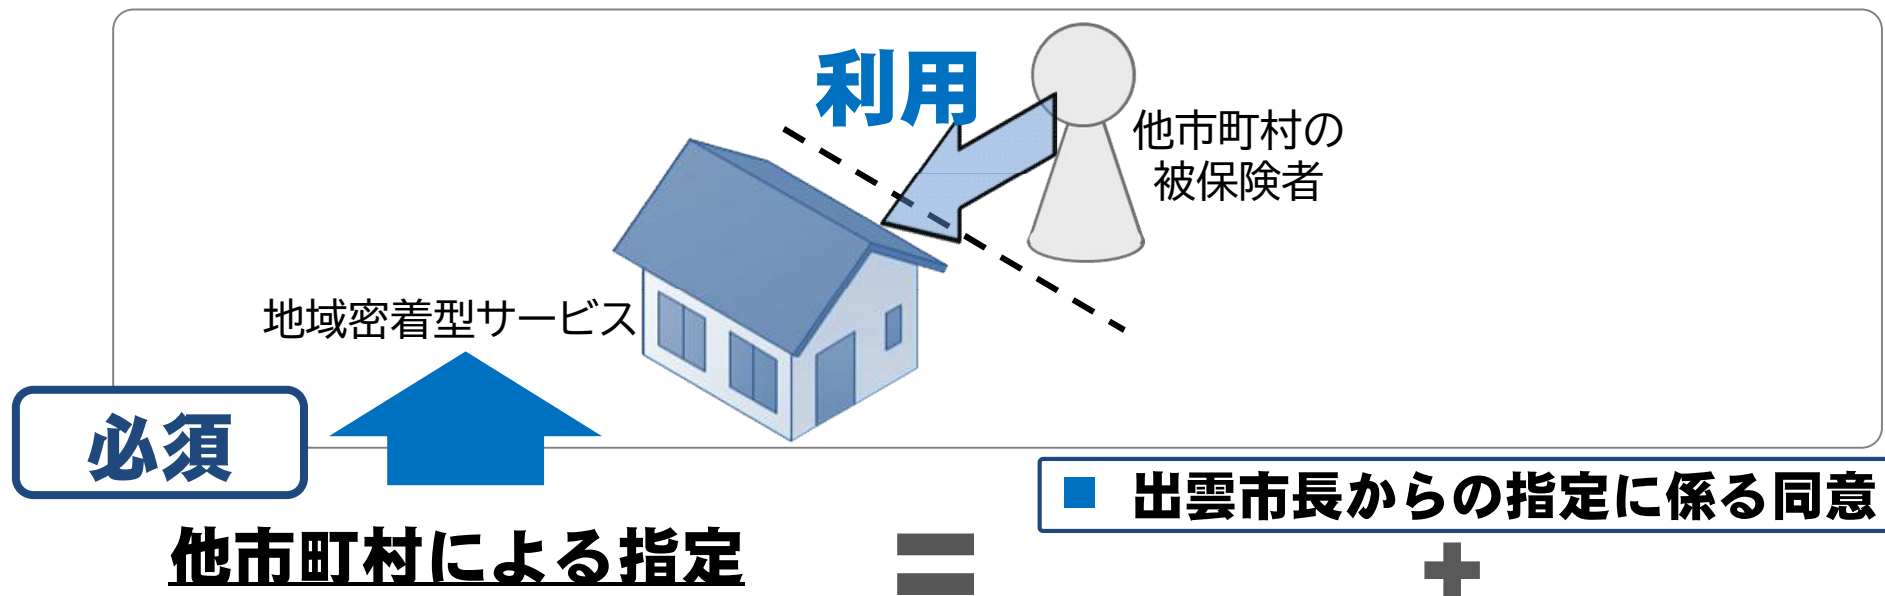 利用
他市町村の
被保険者
地域密着型サービス
必須
■ 出雲市長からの指定に係る同意
他市町村による指定
=
+